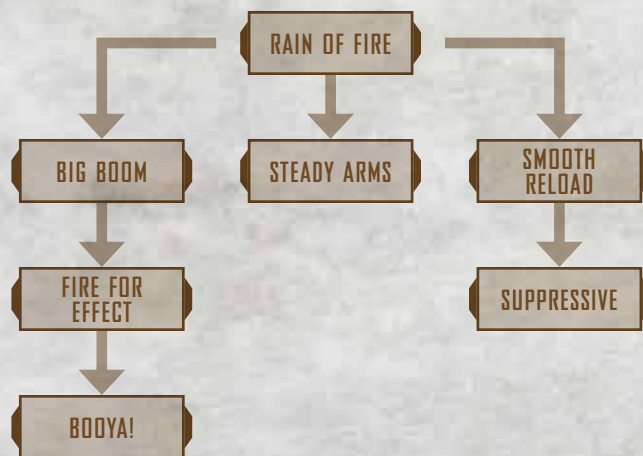 RAIN OF FIRE
BIG BOOM
STEADY ARMS
SMOOTH
RELOAD
FIRE FOR
EFFECT
SUPPRESSIVE
BOOYA!